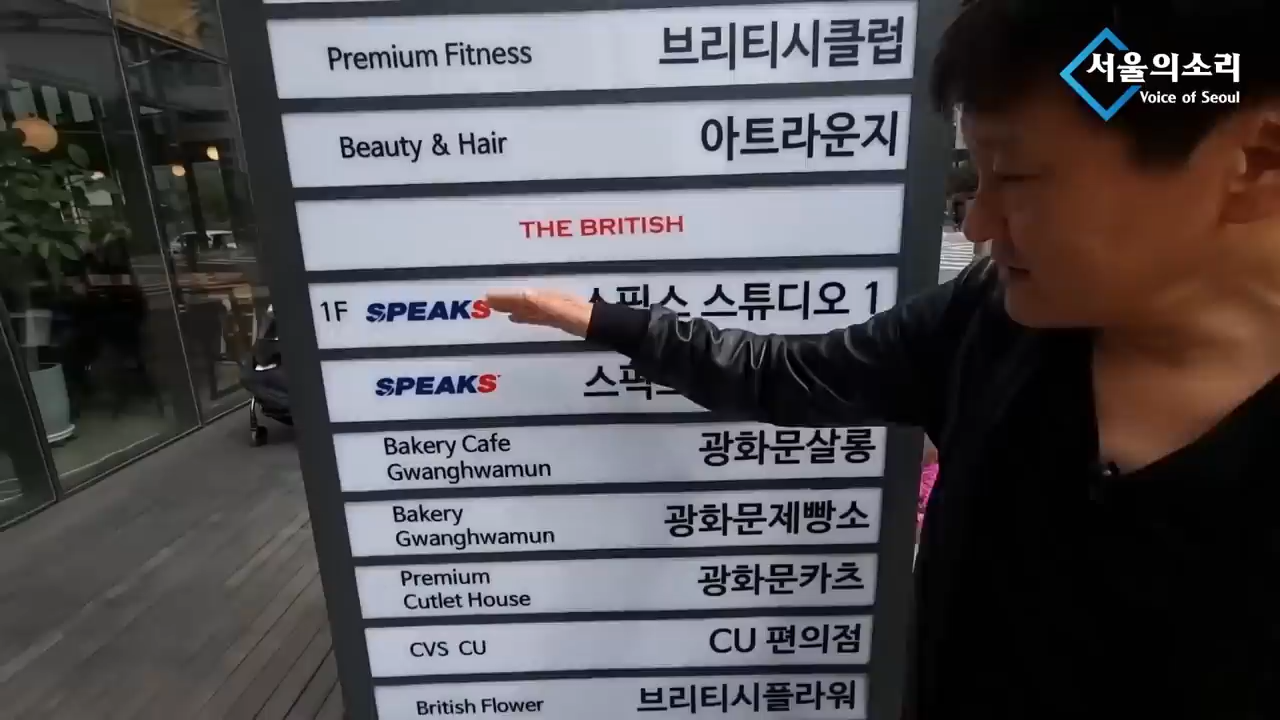 Premium Fitness 브리티시클럽
서울의소리
Voice of Seoul
Beauty & Hair 아트라운지
THE BRITISH
1F SPEAKS 스픽스 스튜디오 1
SPEAKS
Bakery Cafe
Gwanghwamun
광화문살롱
Bakery
Gwanghwamun
광화문제빵소
Premium
Cutlet House
광화문카츠
CVS CU CU 편의점
British Flower 브리티시플라워